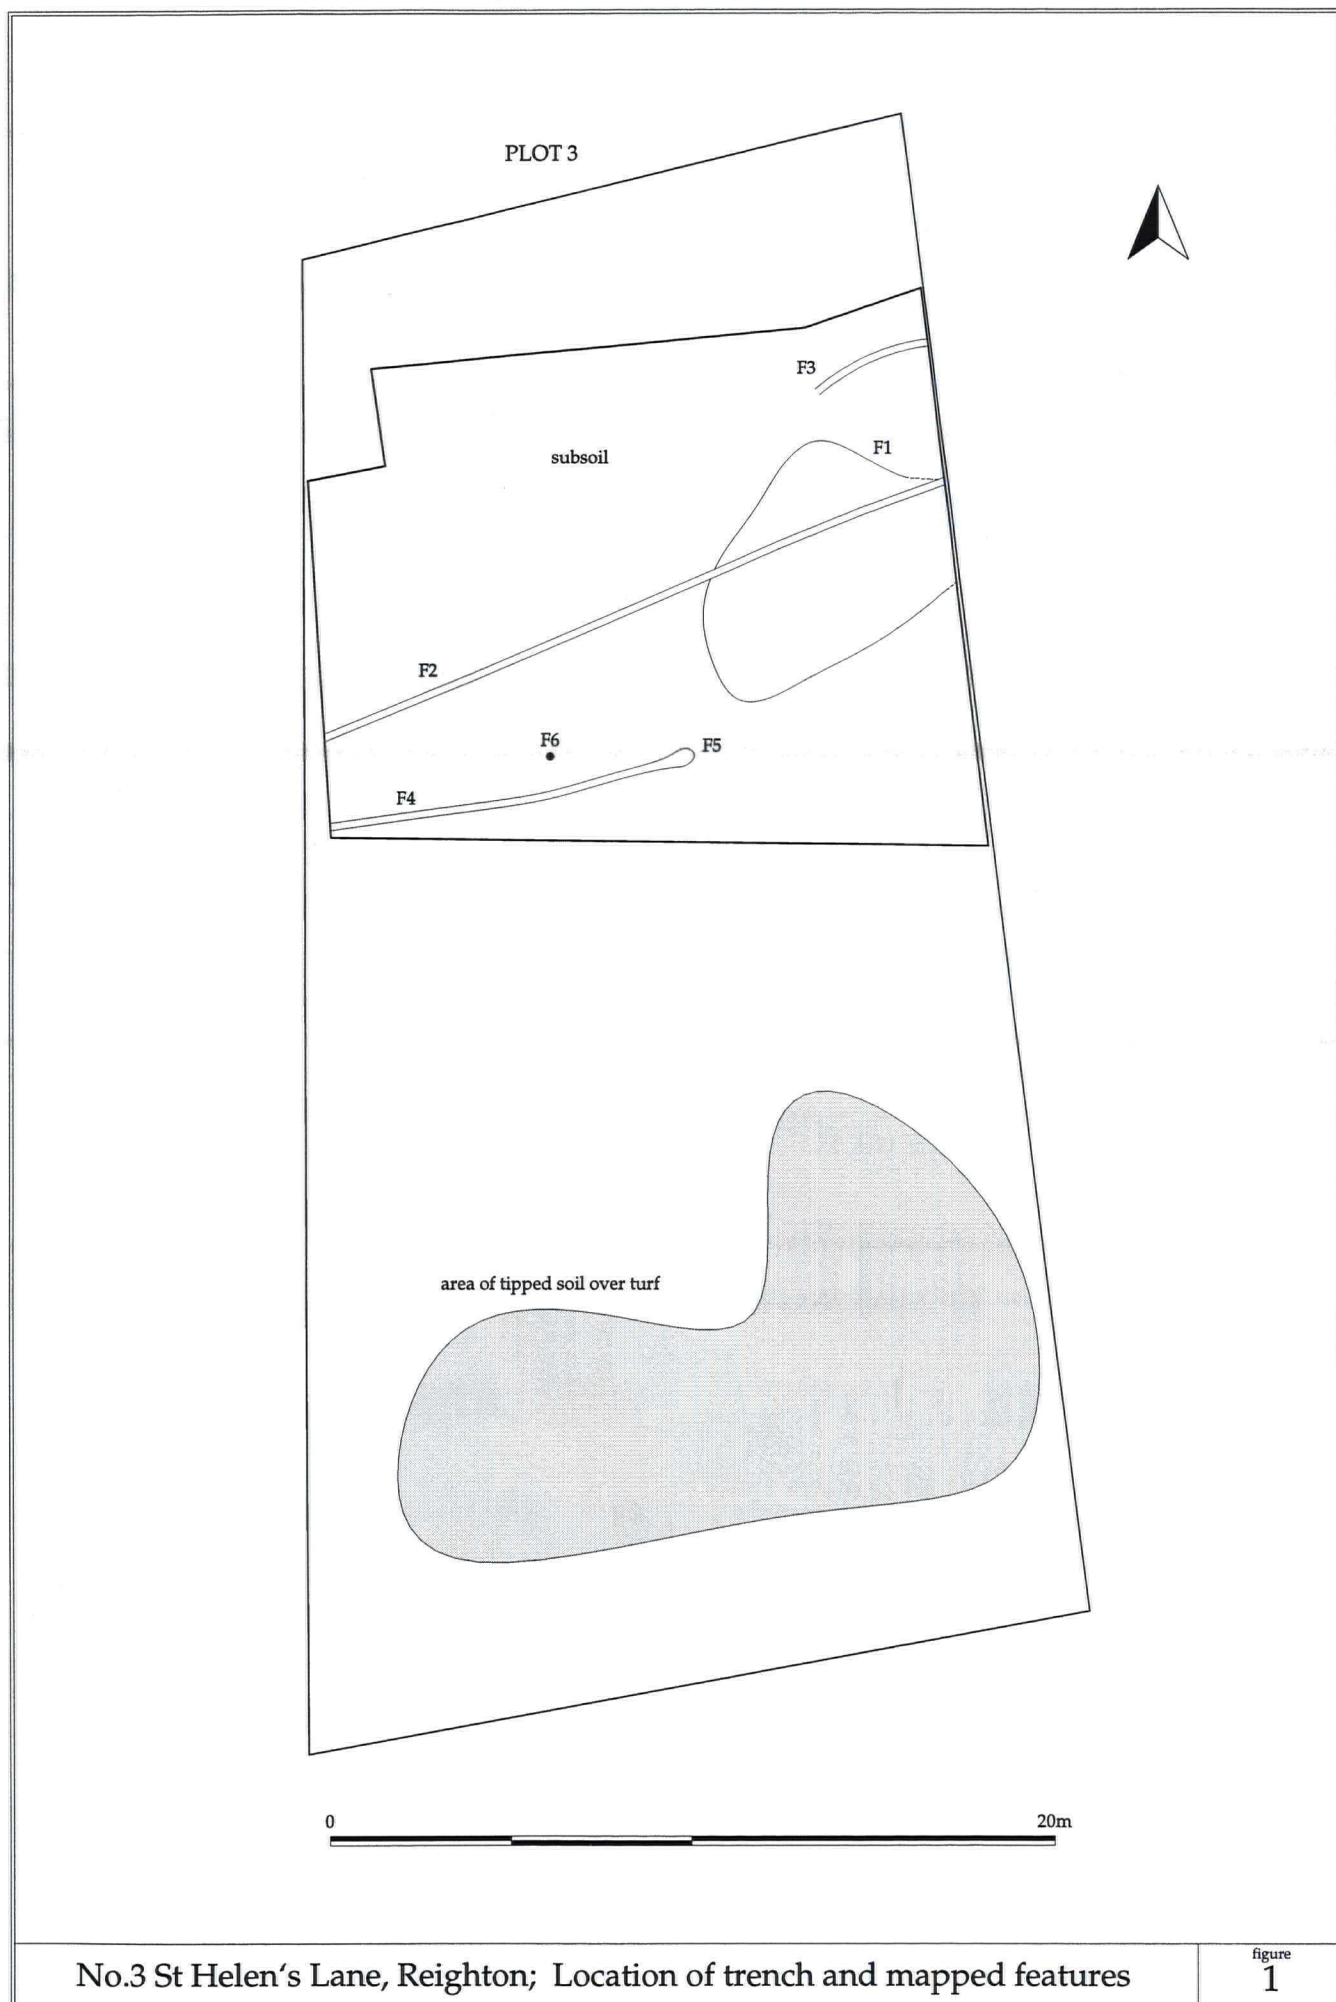 PLOT 3
F3
F1
subsoil
F2
F6
F5
F4
area of tipped soil over turf
0
20m
No.3 St Helen's Lane, Reighton; Location of trench and mapped features
figure
1